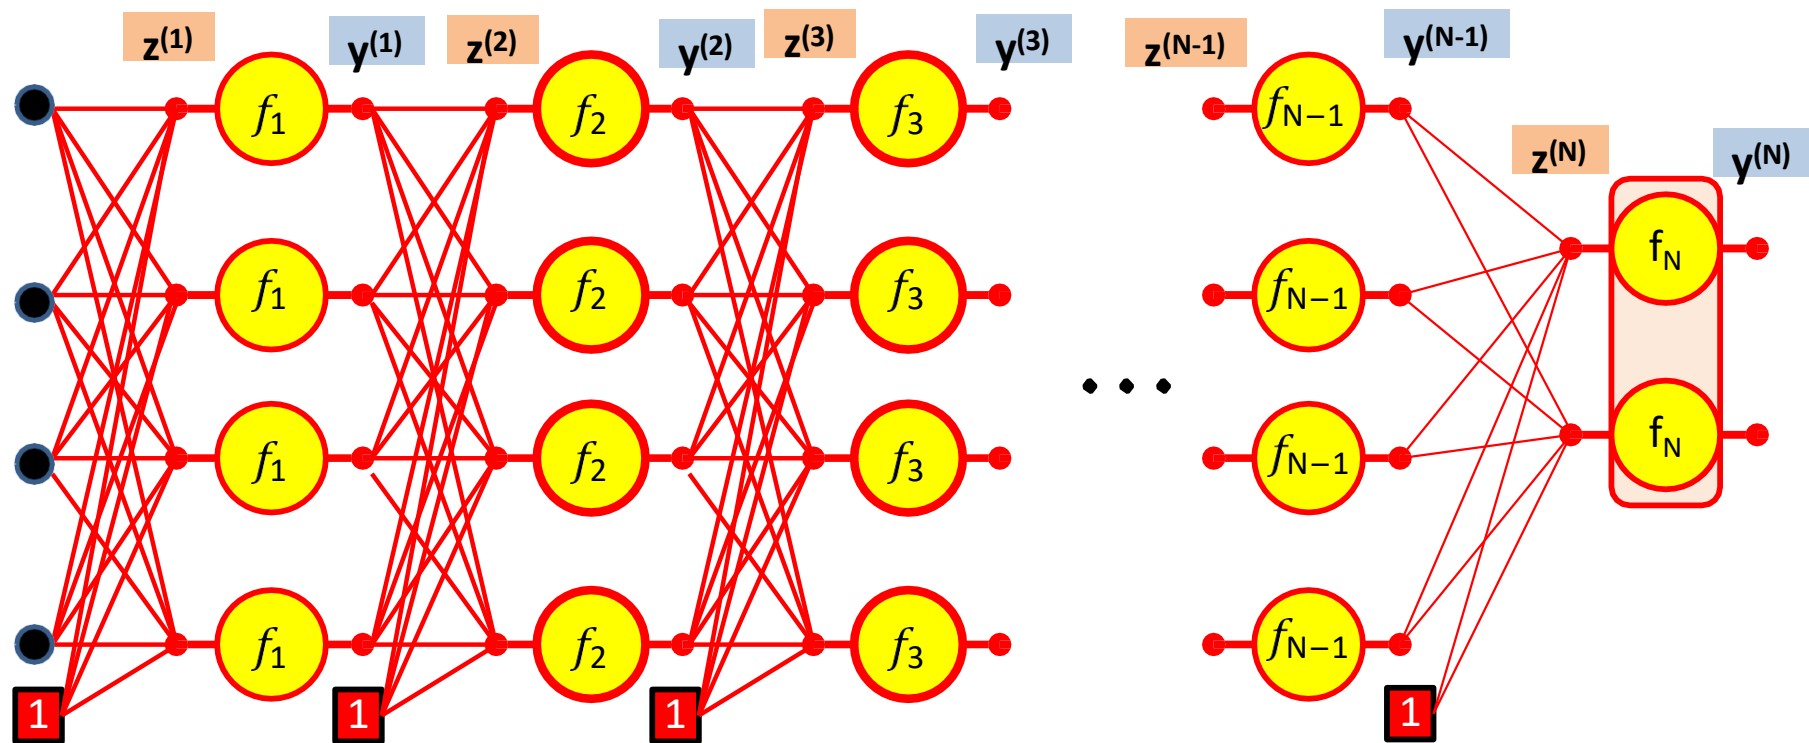 z(1) y(1) z(2) y(2) z(3) y(3) z(N-1) y(N-1)
f1 f2 f3 fN−1
z(N) y(N)
fN
f1 f2 f3 fN−1
fN
f1 f2 f3 fN−1
f1 f2 f3 fN−1
1 1 1 1